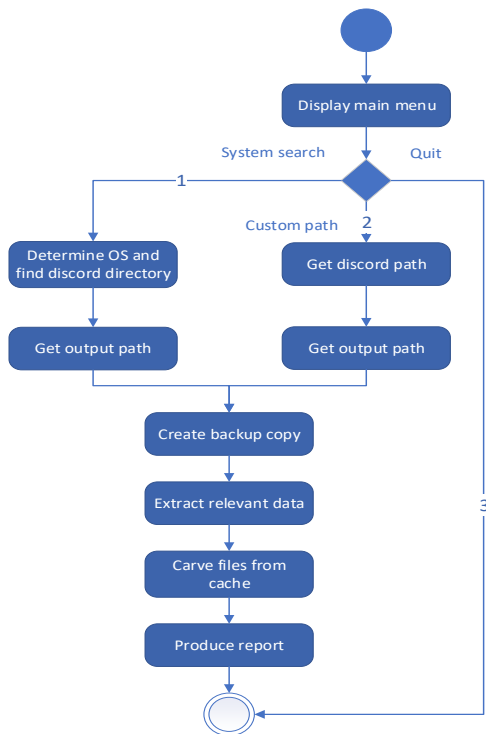 Display main menu
System search
Quit
1
Custom path
2
Determine OS and
find discord directory
Get discord path
Get output path
Get output path
Create backup copy
Extract relevant data
3
Carve files from
cache
Produce report